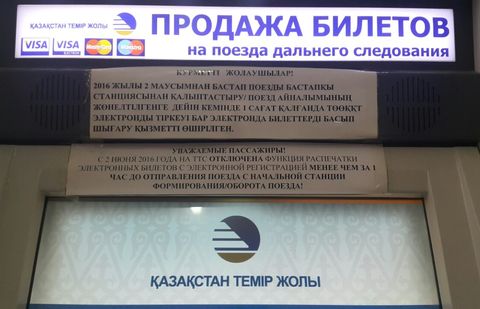 ҚАЗАҚСТАН ТЕМІР ЖОЛЫ
ПРОДАЖА БИЛЕТОВ
на поезда дальнего следования
VISA VISA MasterCard Maestro
ҚҰРМЕТТІ ЖОЛАУШЫЛАР!
2016 ЖЫЛЫ 2 МАУСЫМНАН БАСТАП ПОЕЗДЫ БАСТАПҚЫ
СТАНЦИЯСЫНАН ҚАЛЫПТАСТЫРУ/ ПОЕЗД АЙНАЛЫМЫНЫҢ
ЖӨНЕЛТІЛГЕНГЕ ДЕЙІН КЕМІНДЕ 1 САҒАТ ҚАЛҒАНДА
ЭЛЕКТРОНДЫ ТІРКЕУІ БАР ЭЛЕКТРОНДА БИЛЕТТЕРДІ БАСЫП
ШЫҒАРУ ҚЫЗМЕТТІ ӨШІРІЛГЕН.
УВАЖАЕМЫЕ ПАССАЖИРЫ!
С 2 ИЮНЯ 2016 ГОДА НА ТТС ОТКЛЮЧЕНА ФУНКЦИЯ РАСПЕЧАТКИ
ЭЛЕКТРОННЫХ БИЛЕТОВ С ЭЛЕКТРОННОЙ РЕГИСТРАЦИЕЙ МЕНЕЕ ЧЕМ ЗА 1
ЧАС ДО ОТПРАВЛЕНИЯ ПОЕЗДА С НАЧАЛЬНОЙ СТАНЦИИ
ФОРМИРОВАНИЯ/ОБОРОТА ПОЕЗДА!
ҚАЗАҚСТАН ТЕМІР ЖОЛЫ